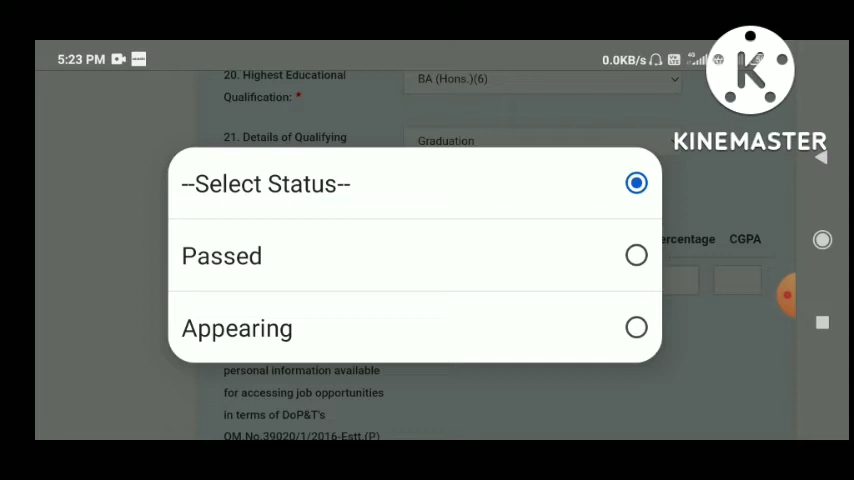 5:23 PM
0.0KB/s
4G
K
KINEMASTER
20. Highest Educational
Qualification: *
BA (Hons.)(6)
21. Details of Qualifying
Graduation
--Select Status--
Passed
Appearing
ercentage CGPA
personal information available
for accessing job opportunities
in terms of DoP&T's
OM.No.39020/1/2016-Estt.(P)